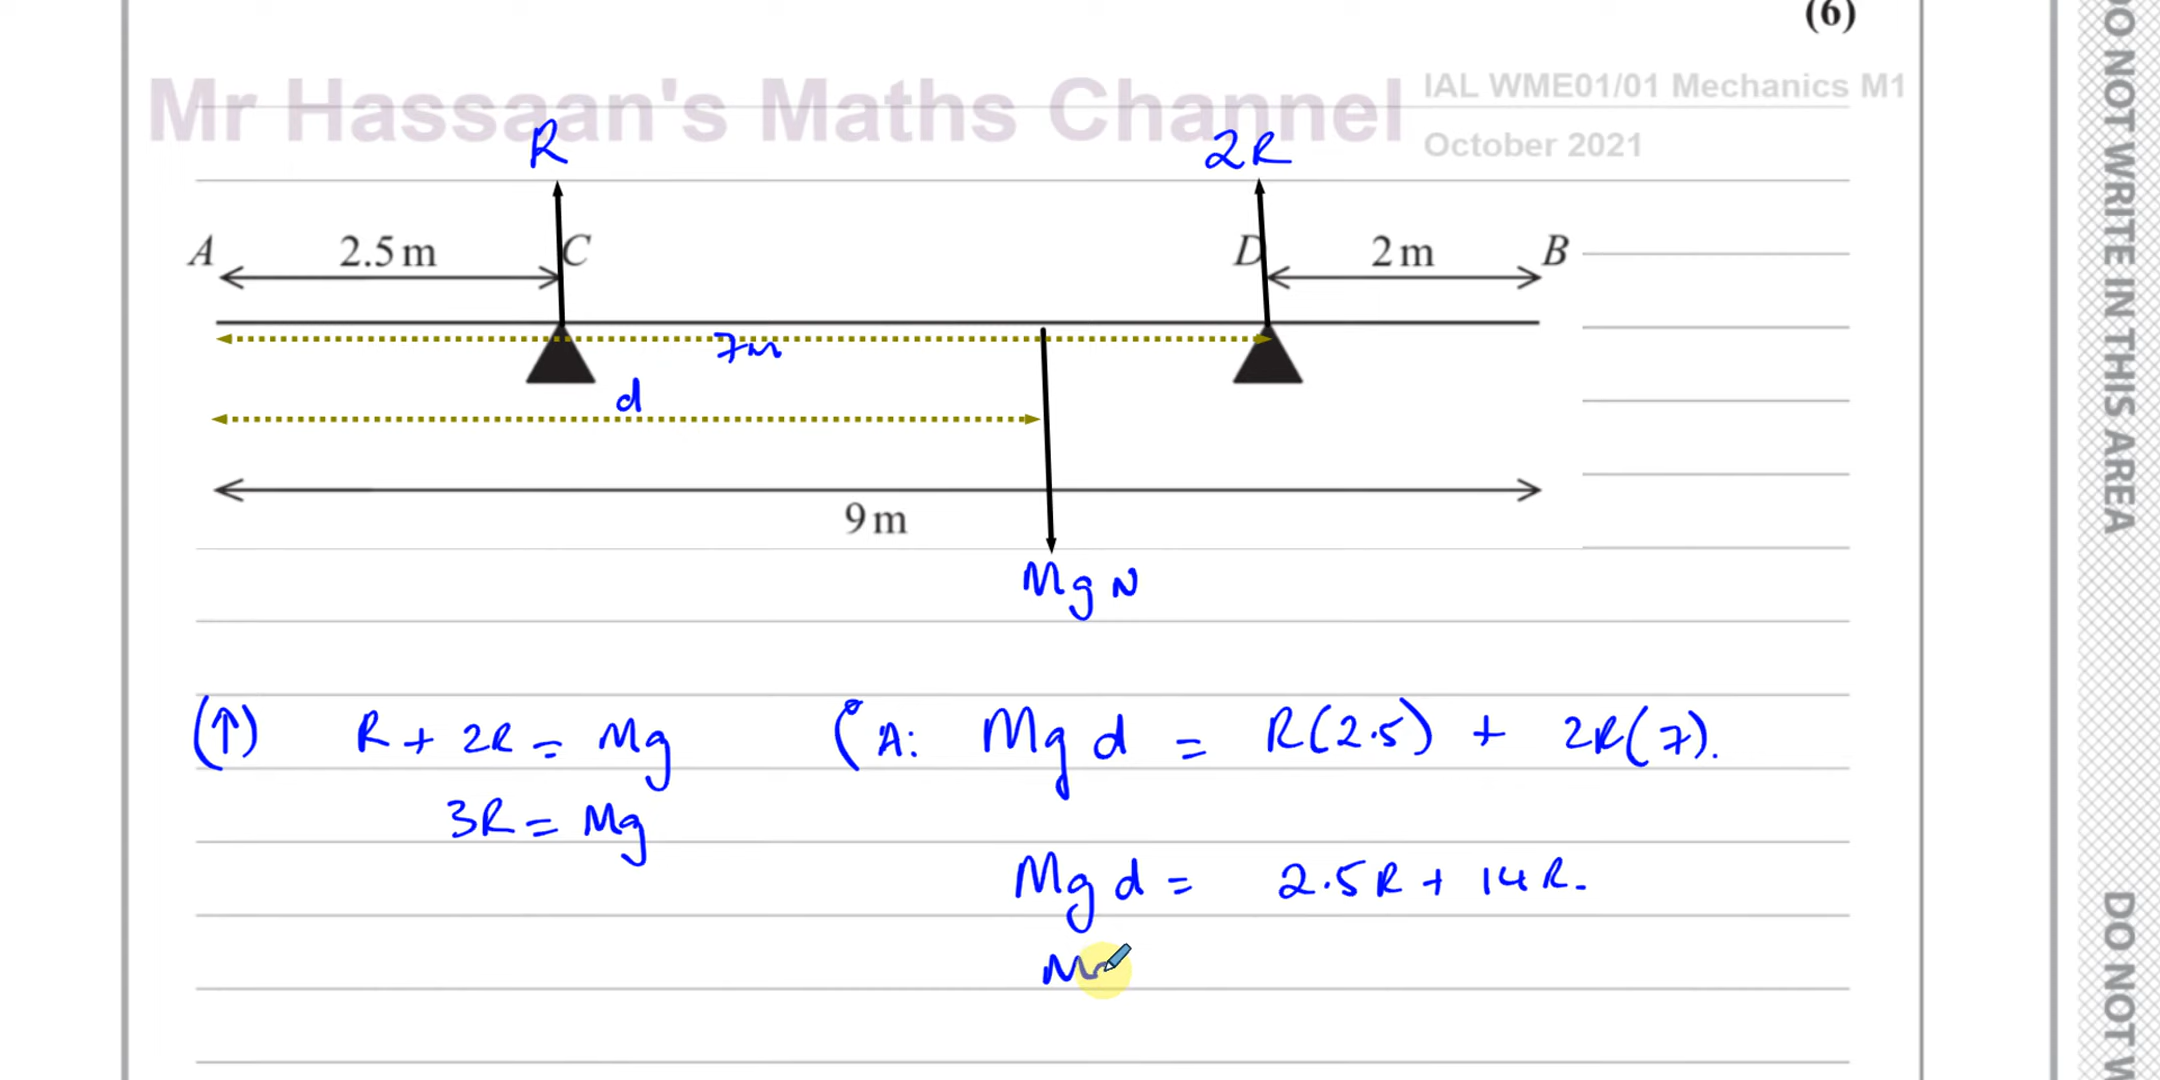 (6)
Mr Hassaan's Maths Channel
IAL WME01/01 Mechanics M1
October 2021
R 2R
A 2.5 m C D 2 m B
7m
d
9 m
Mg N
(↑) R + 2R = Mg
A: Mg d = R(2.5) + 2R(7).
3R = Mg
Mg d = 2.5R + 14R.
M
DO NOT WRITE IN THIS AREA
DO NOT W